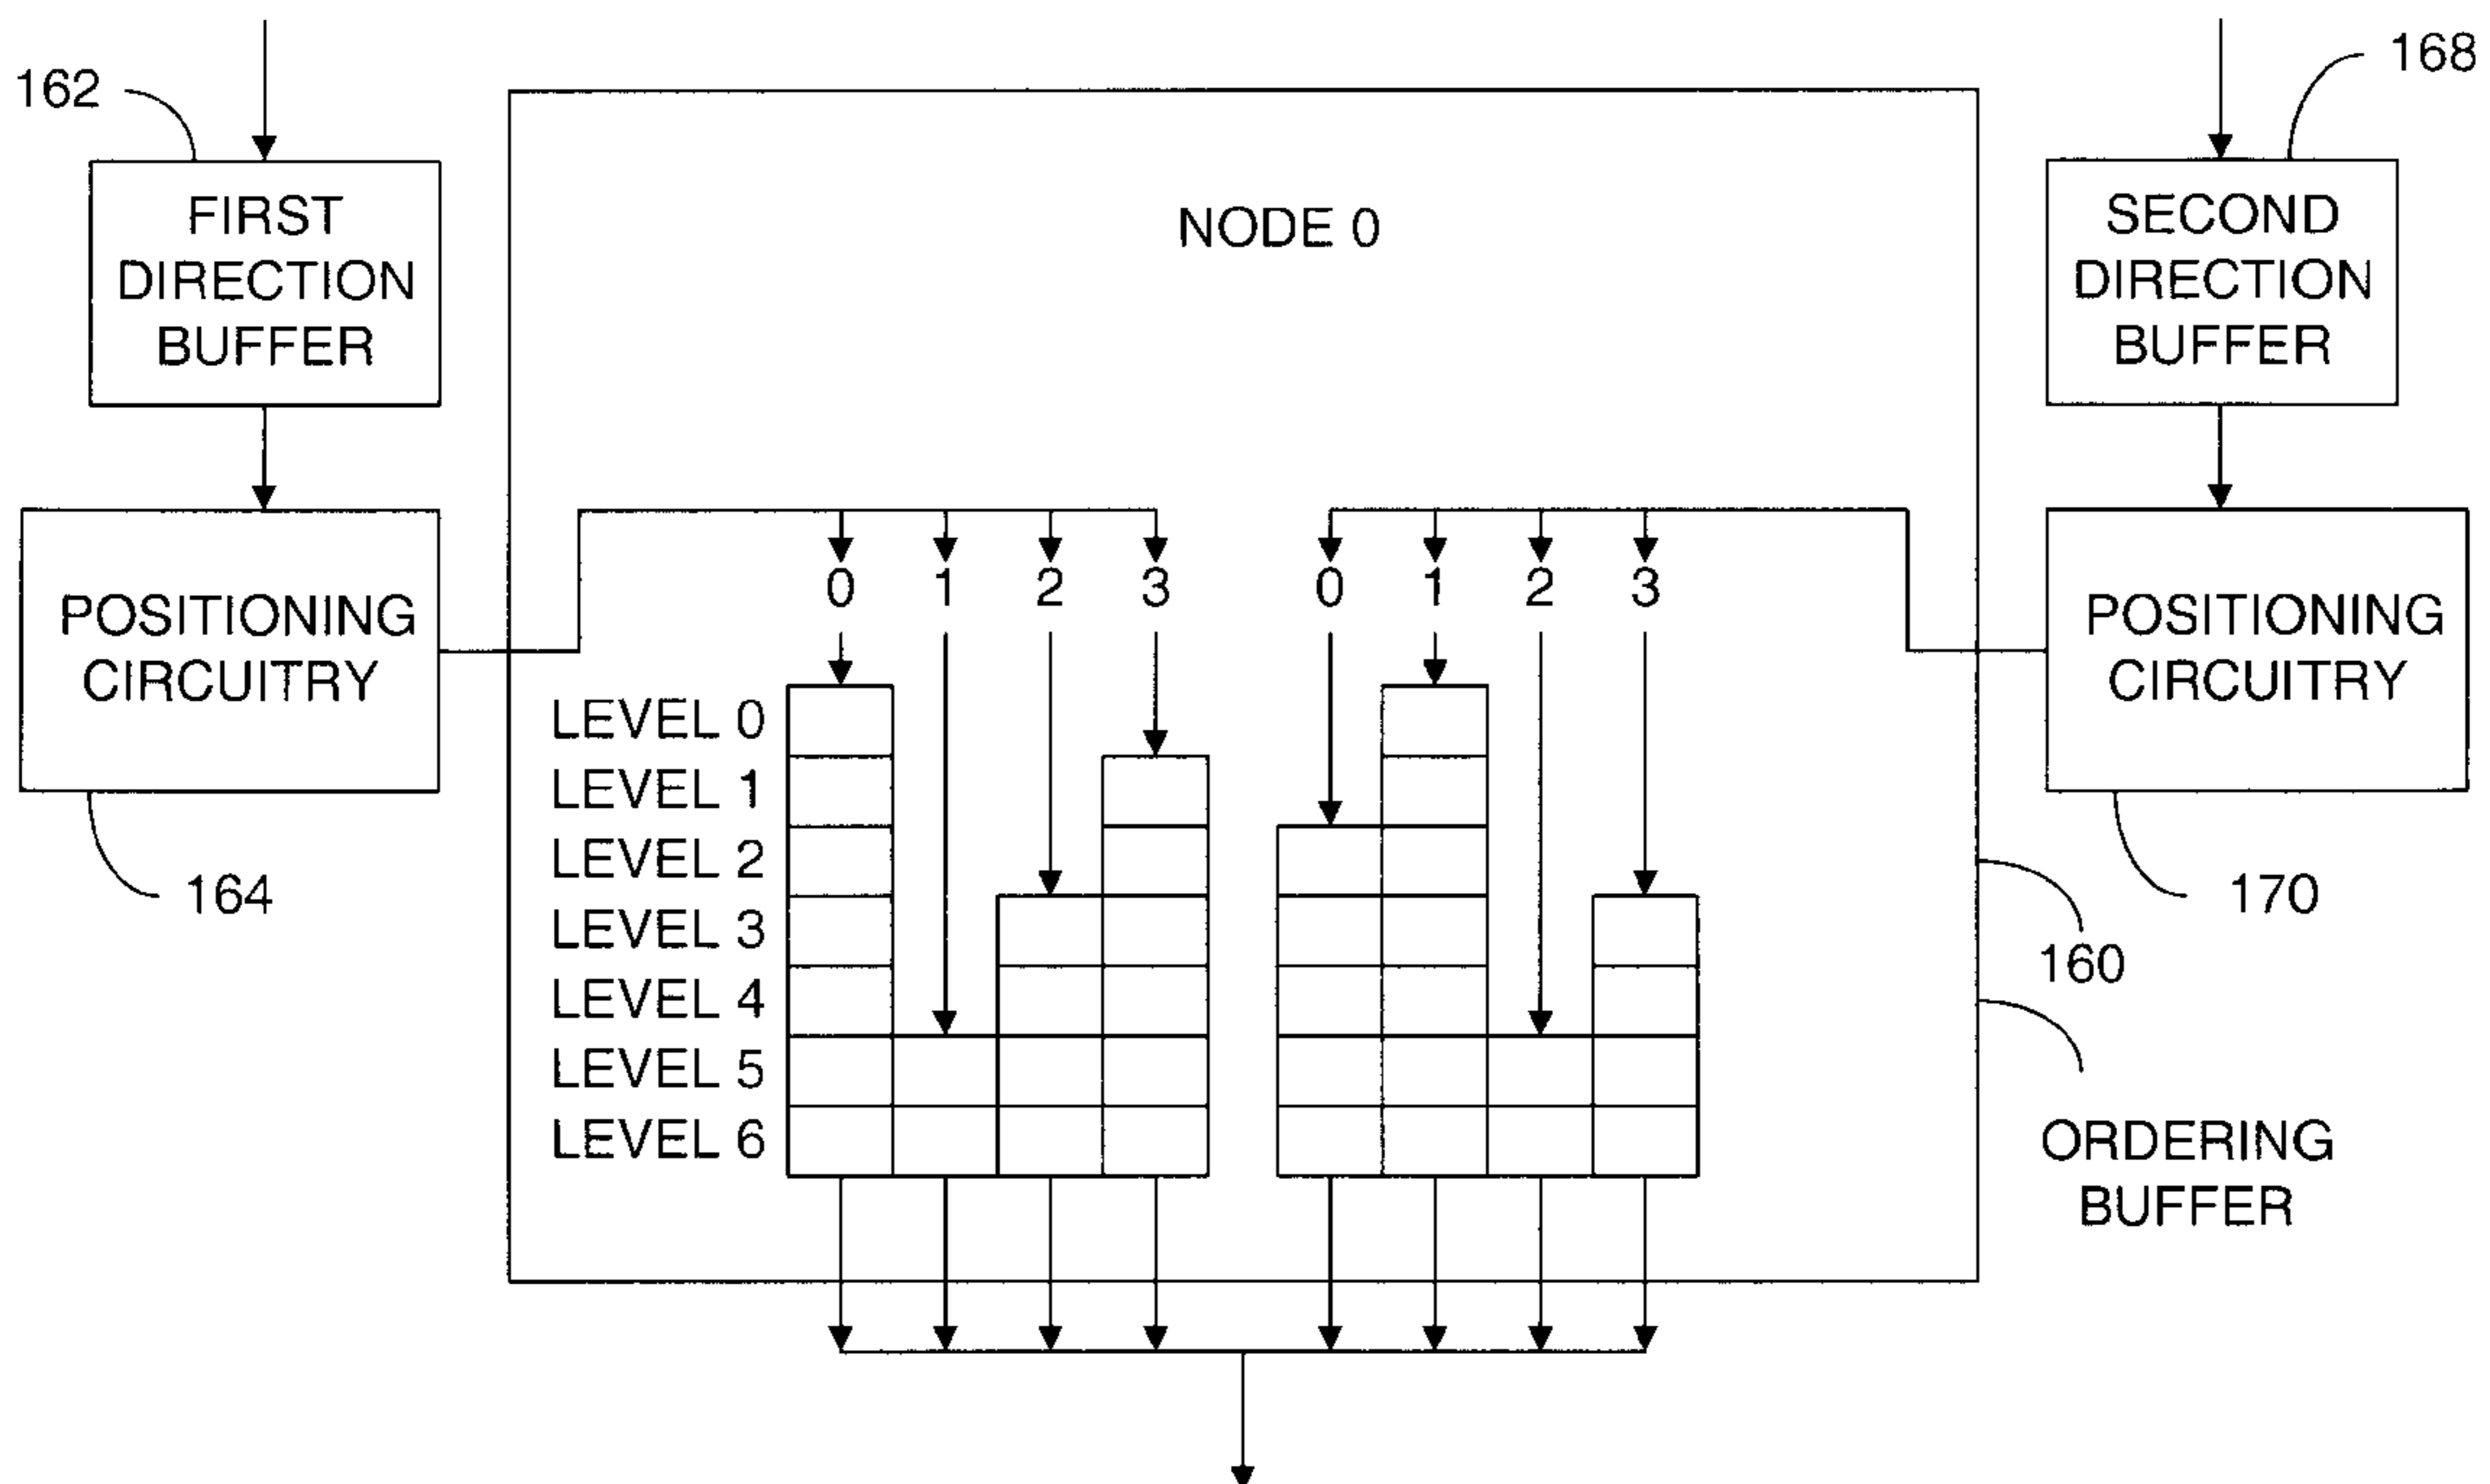 162
168
FIRST
DIRECTION
BUFFER
NODE 0
SECOND
DIRECTION
BUFFER
0 1 2 3 0 1 2 3
POSITIONING
CIRCUITRY
POSITIONING
CIRCUITRY
LEVEL 0
LEVEL 1
LEVEL 2
LEVEL 3
LEVEL 4
LEVEL 5
LEVEL 6
164
170
160
ORDERING
BUFFER